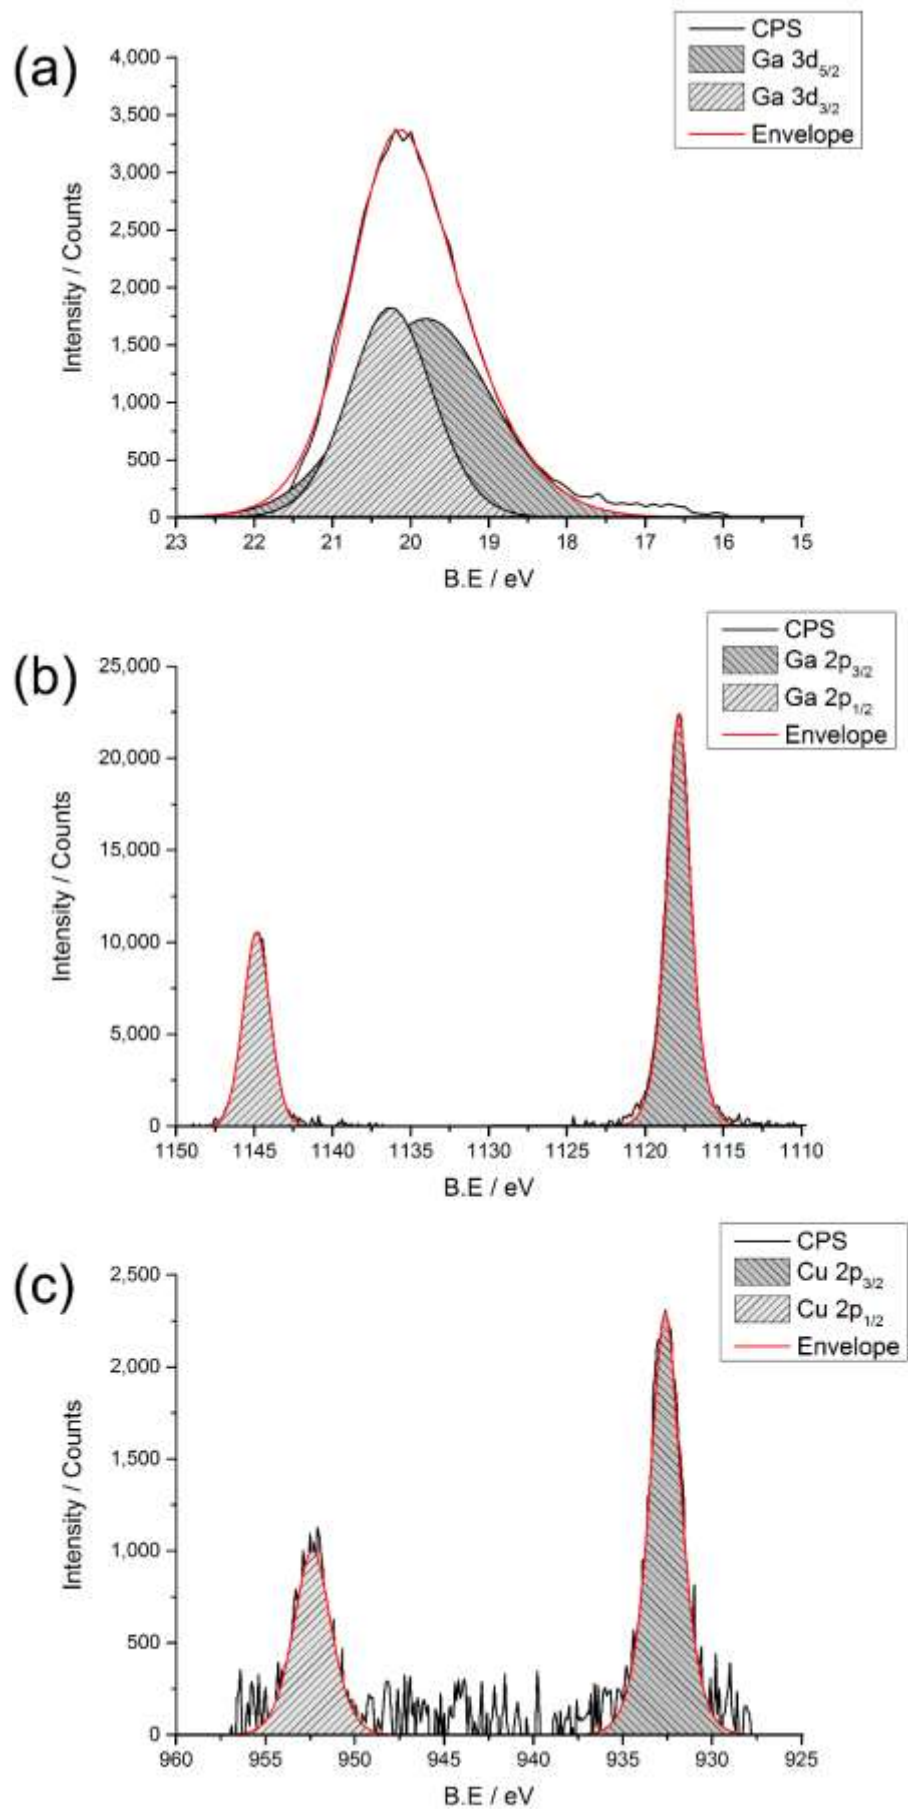 (a)
CPS
Ga 3d5/2
Ga 3d3/2
Envelope
4,000
3,500
3,000
2,500
2,000
1,500
1,000
500
0
Intensity / Counts
23 22 21 20 19 18 17 16 15
B.E / eV
(b)
CPS
Ga 2p3/2
Ga 2p1/2
Envelope
25,000
20,000
15,000
10,000
5,000
0
Intensity / Counts
1150 1145 1140 1135 1130 1125 1120 1115 1110
B.E / eV
(c)
CPS
Cu 2p3/2
Cu 2p1/2
Envelope
2,500
2,000
1,500
1,000
500
0
Intensity / Counts
960 955 950 945 940 935 930 925
B.E / eV